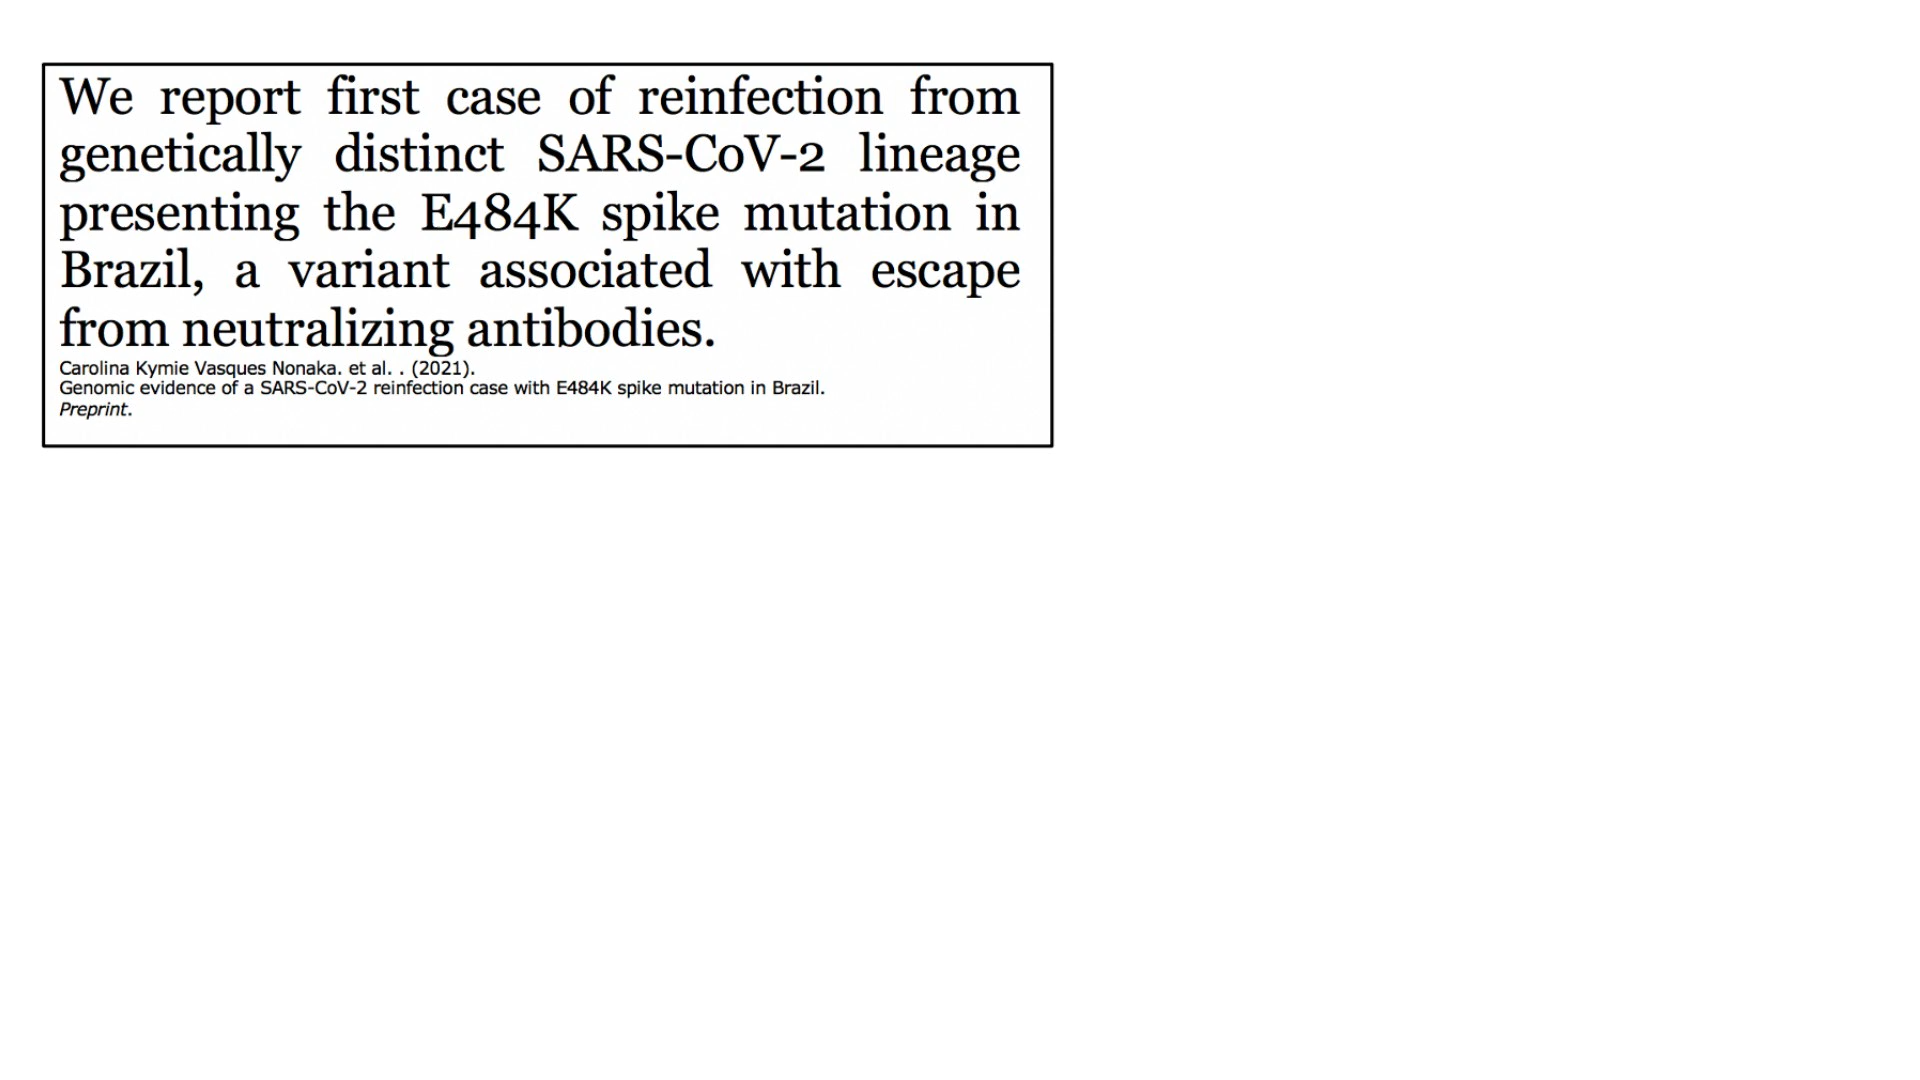 We report first case of reinfection from
genetically distinct SARS-CoV-2 lineage
presenting the E484K spike mutation in
Brazil, a variant associated with escape
from neutralizing antibodies.
Carolina Kymie Vasques Nonaka. et al. . (2021).
Genomic evidence of a SARS-CoV-2 reinfection case with E484K spike mutation in Brazil.
Preprint.